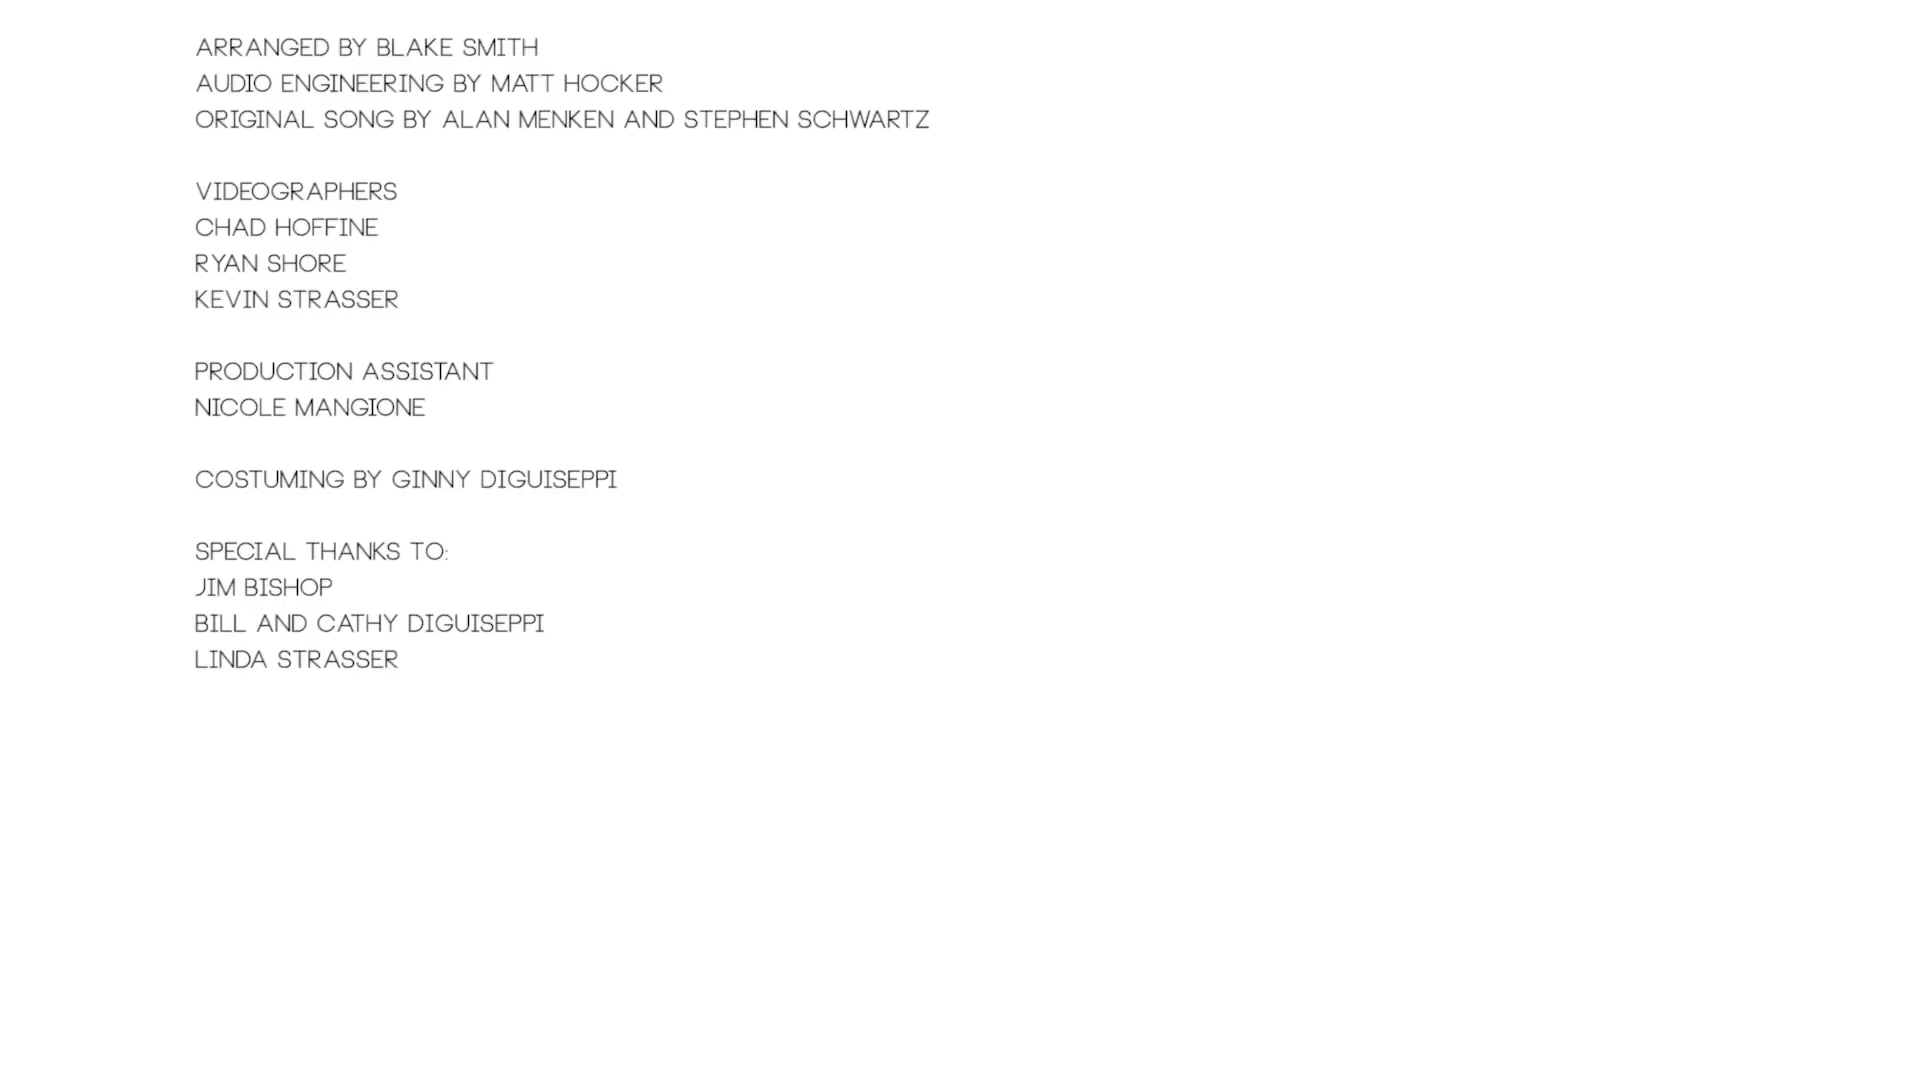 ARRANGED BY BLAKE SMITH
AUDIO ENGINEERING BY MATT HOCKER
ORIGINAL SONG BY ALAN MENKEN AND STEPHEN SCHWARTZ
VIDEOGRAPHERS
CHAD HOFFINE
RYAN SHORE
KEVIN STRASSER
PRODUCTION ASSISTANT
NICOLE MANGIONE
COSTUMING BY GINNY DIGUISEPPI
SPECIAL THANKS TO:
JIM BISHOP
BILL AND CATHY DIGUISEPPI
LINDA STRASSER